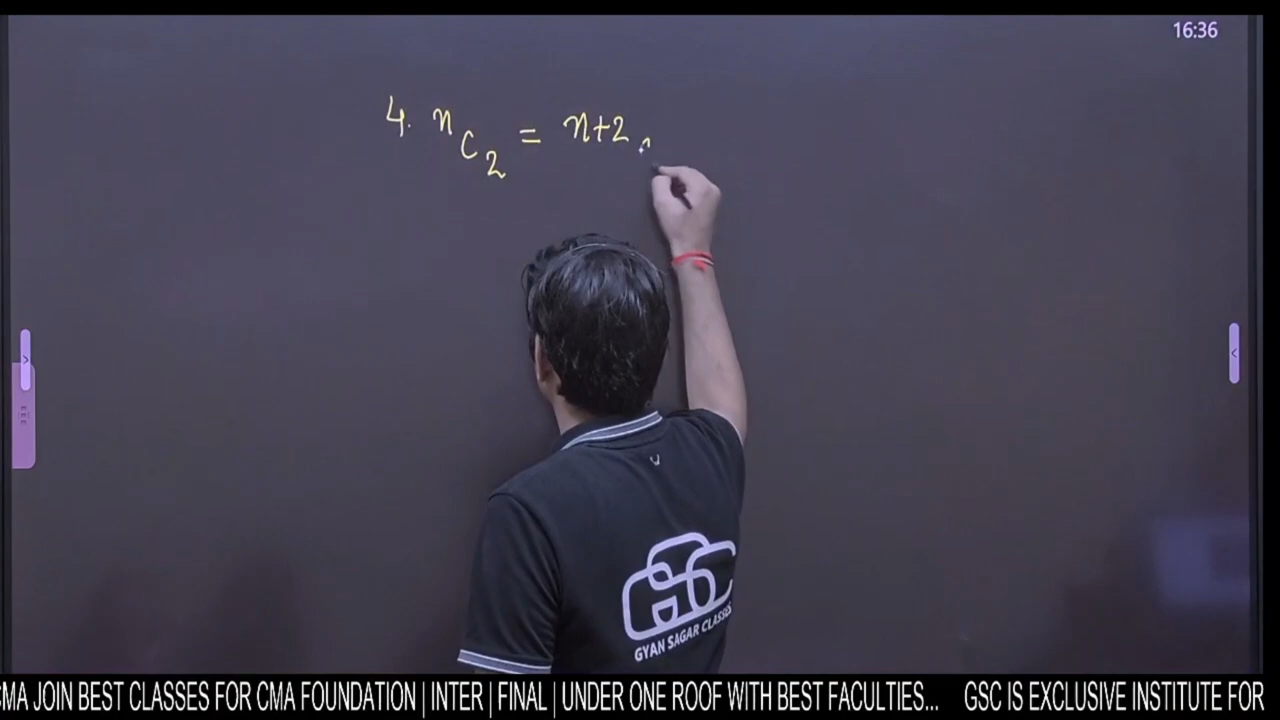 16:36
4. n C 2 = n+2
GSC
GYAN SAGAR CLASSES
CMA JOIN BEST CLASSES FOR CMA FOUNDATION | INTER | FINAL | UNDER ONE ROOF WITH BEST FACULTIES... GSC IS EXCLUSIVE INSTITUTE FOR